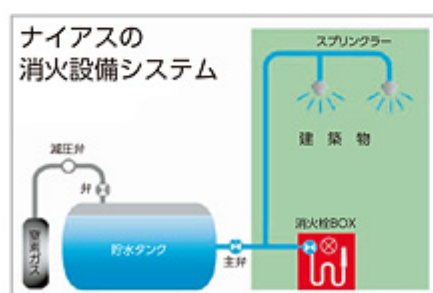 ナイアスの
消火設備システム
スプリンクラー
建築物
減圧弁
弁
窒素ガス
貯水タンク
主弁
消火栓BOX